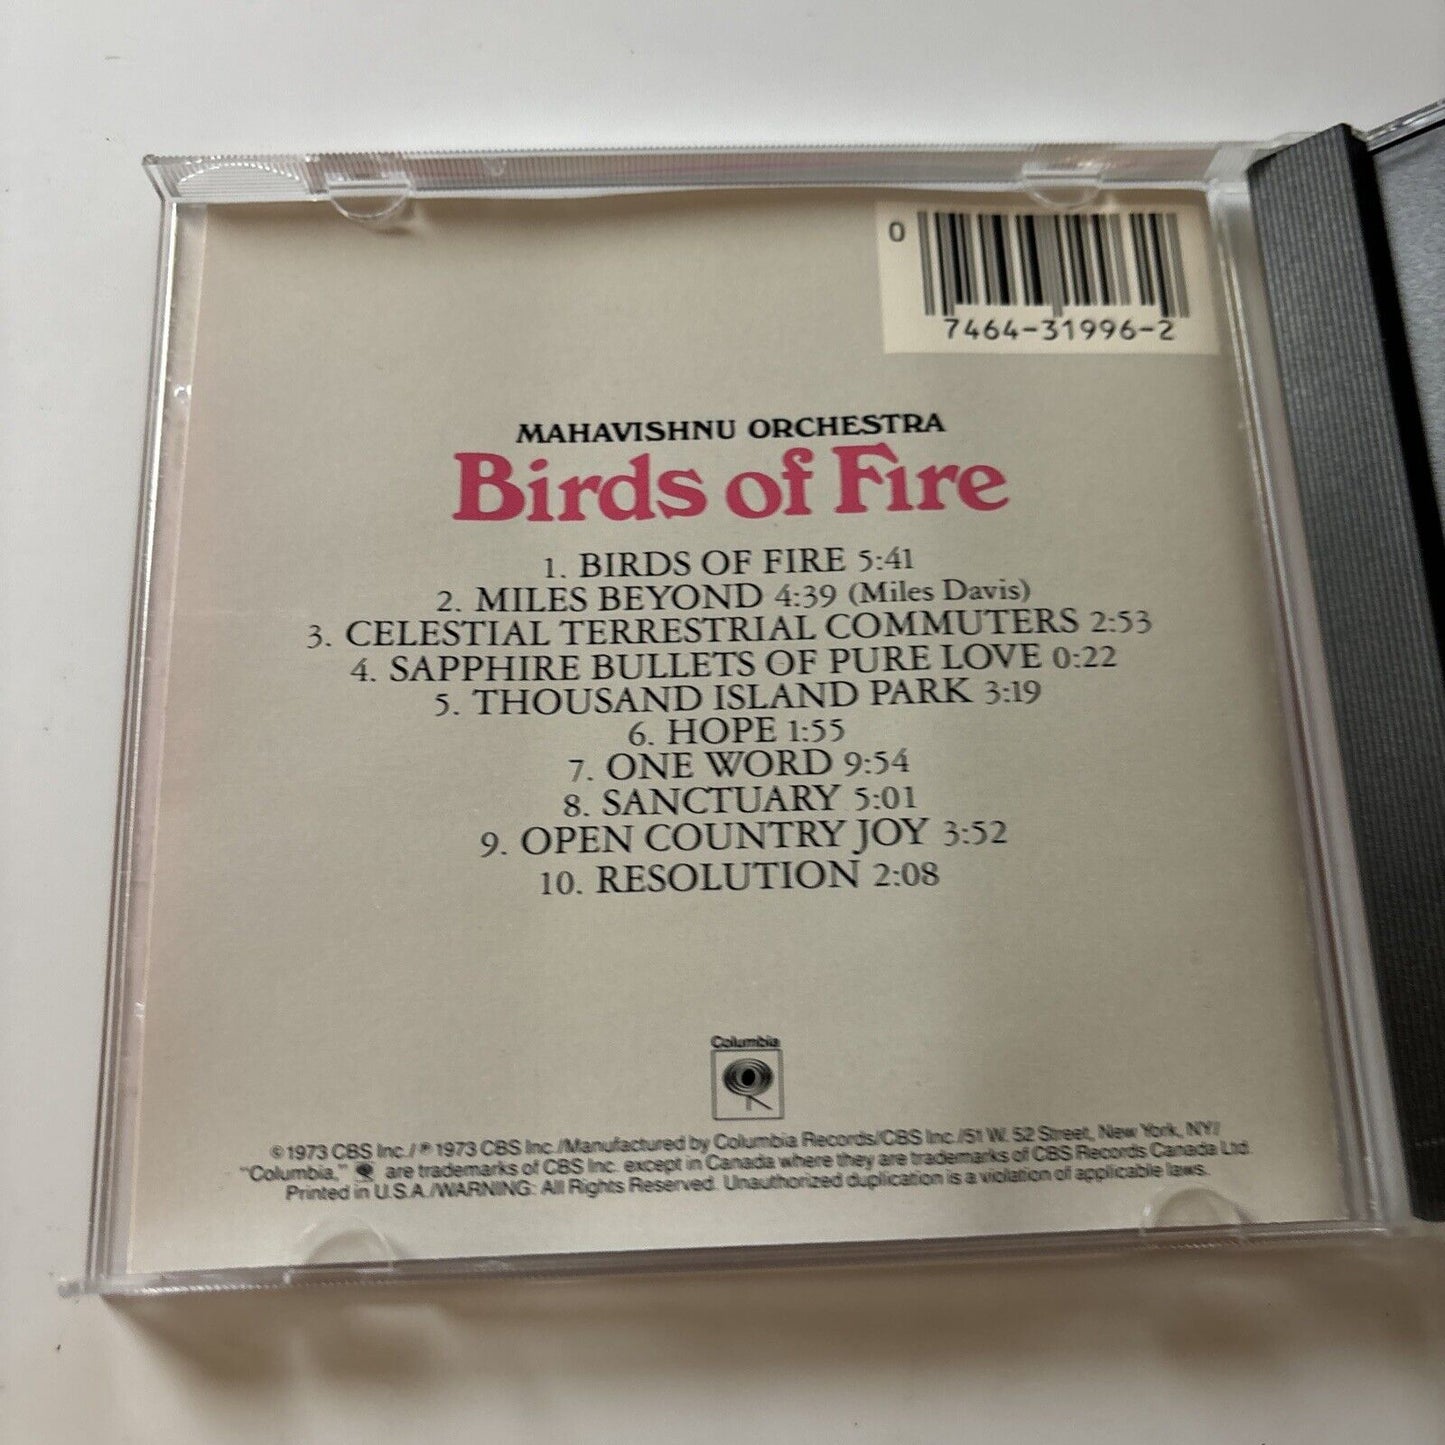 0
7464-31996-2
MAHAVISHNU ORCHESTRA
Birds of Fire
1. BIRDS OF FIRE 5:41
2. MILES BEYOND 4:39 (Miles Davis)
3. CELESTIAL TERRESTRIAL COMMUTERS 2:53
4. SAPPHIRE BULLETS OF PURE LOVE 0:22
5. THOUSAND ISLAND PARK 3:19
6. HOPE 1:55
7. ONE WORD 9:54
8. SANCTUARY 5:01
9. OPEN COUNTRY JOY 3:52
10. RESOLUTION 2:08
Columbia
© 1973 CBS Inc./℗ 1973 CBS Inc./Manufactured by Columbia Records/CBS Inc./51 W. 52 Street, New York, NY/
"Columbia," are trademarks of CBS Inc. except in Canada where they are trademarks of CBS Records Canada Ltd.
Printed in U.S.A./WARNING: All Rights Reserved. Unauthorized duplication is a violation of applicable laws.